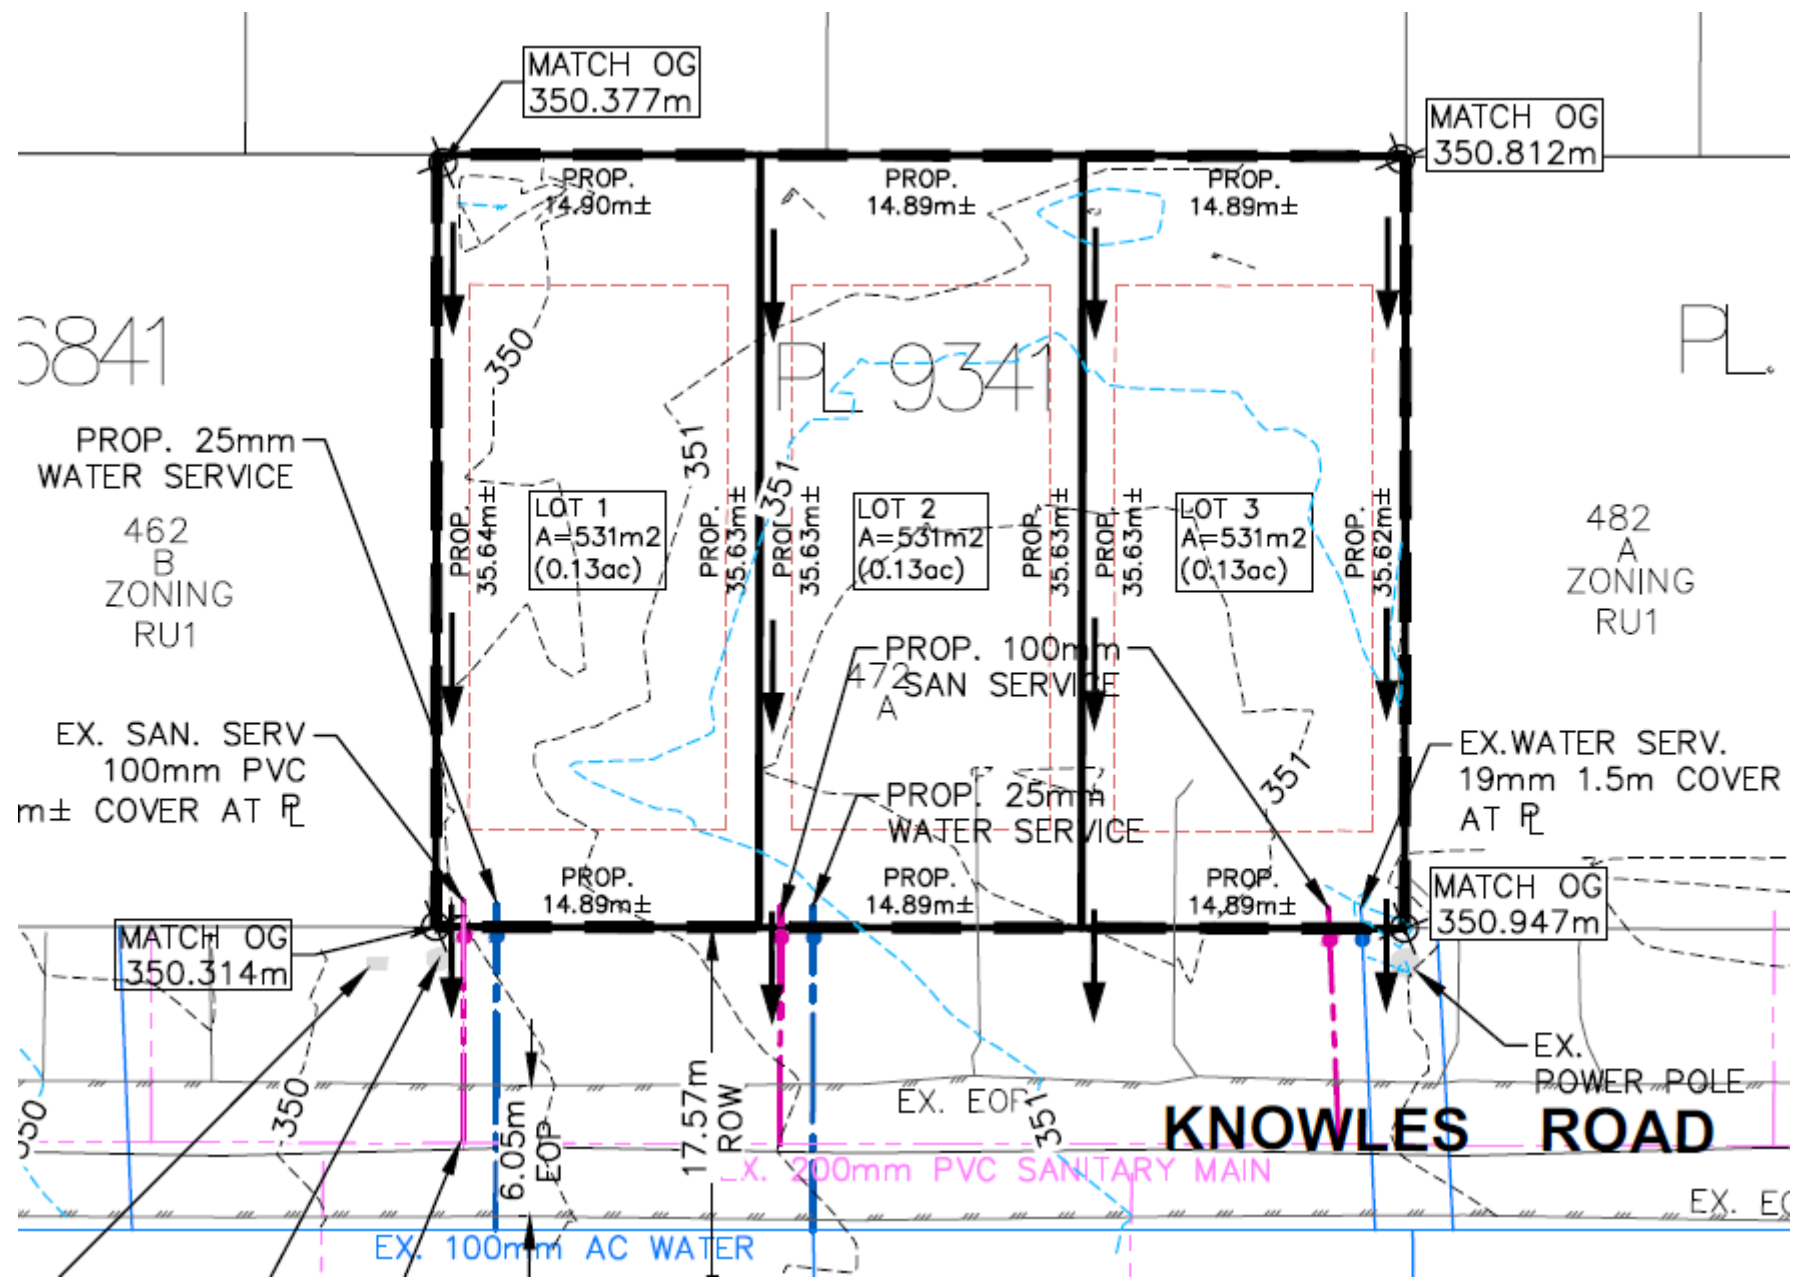 MATCH OG
350.377m
MATCH OG
350.812m
PROP.
14.90m±
PROP.
14.89m±
PROP.
14.89m±
6841
350
PL 9341
PL.
PROP. 25mm
WATER SERVICE
351
351
462
B
ZONING
RU1
PROP.
35.64m±
LOT 1
A=531m2
(0.13ac)
PROP.
35.63m±
PROP.
35.63m±
LOT 2
A=531m2
(0.13ac)
PROP.
35.63m±
PROP.
35.63m±
LOT 3
A=531m2
(0.13ac)
PROP.
35.62m±
482
A
ZONING
RU1
PROP. 100mm
SAN SERVICE
472
A
EX. SAN. SERV
100mm PVC
m± COVER AT PL
PROP. 25mm
WATER SERVICE
351
EX.WATER SERV.
19mm 1.5m COVER
AT PL
PROP.
14.89m±
PROP.
14.89m±
PROP.
14.89m±
MATCH OG
350.947m
MATCH OG
350.314m
EX.
POWER POLE
350
350
6.05m
EOP
17.57m
ROW
EX. EOP
351
KNOWLES ROAD
EX. 200mm PVC SANITARY MAIN
EX. EO
EX. 100mm AC WATER